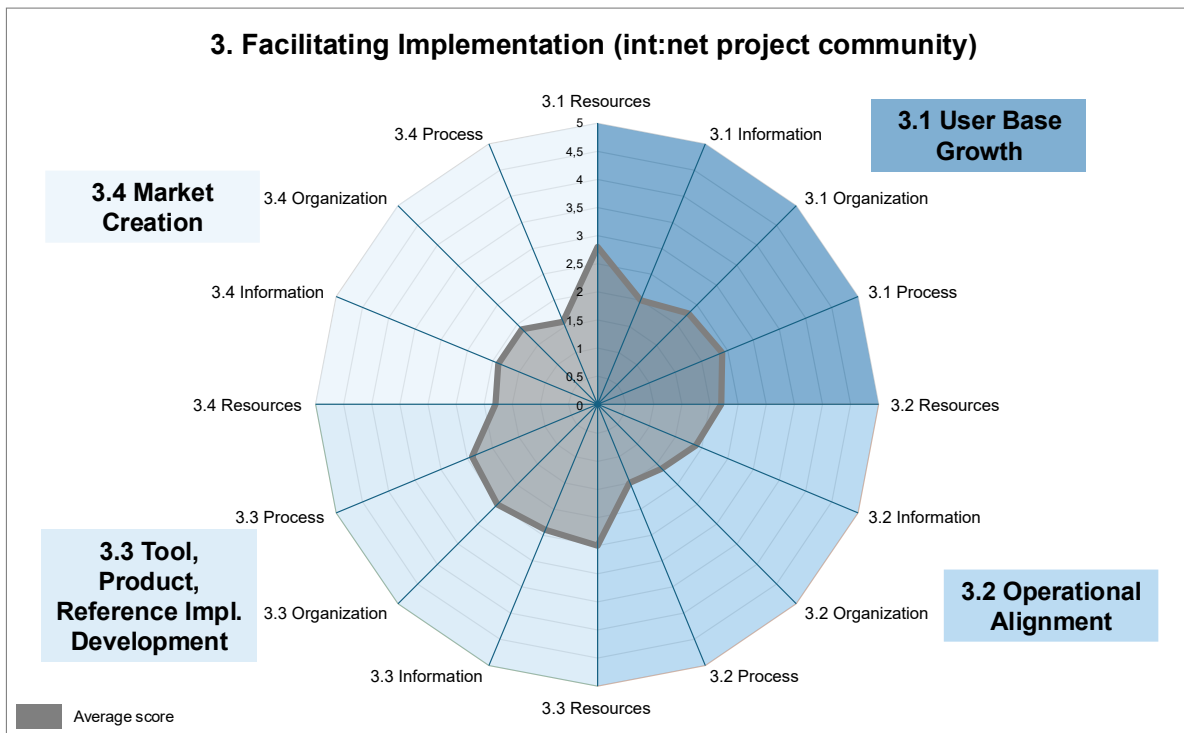 3. Facilitating Implementation (int:net project community)
3.1 Resources
3.4 Process
3.1 Information
3.1 User Base
Growth
3.4 Market
Creation
3.4 Organization
3.1 Organization
3.4 Information
3.1 Process
3.4 Resources
3.2 Resources
3.3 Process
3.2 Information
3.3 Tool,
Product,
Reference Impl.
Development
3.3 Organization
3.2 Organization
3.2 Operational
Alignment
3.3 Information
3.2 Process
3.3 Resources
5
4,5
4
3,5
3
2,5
2
1,5
1
0,5
0
Average score